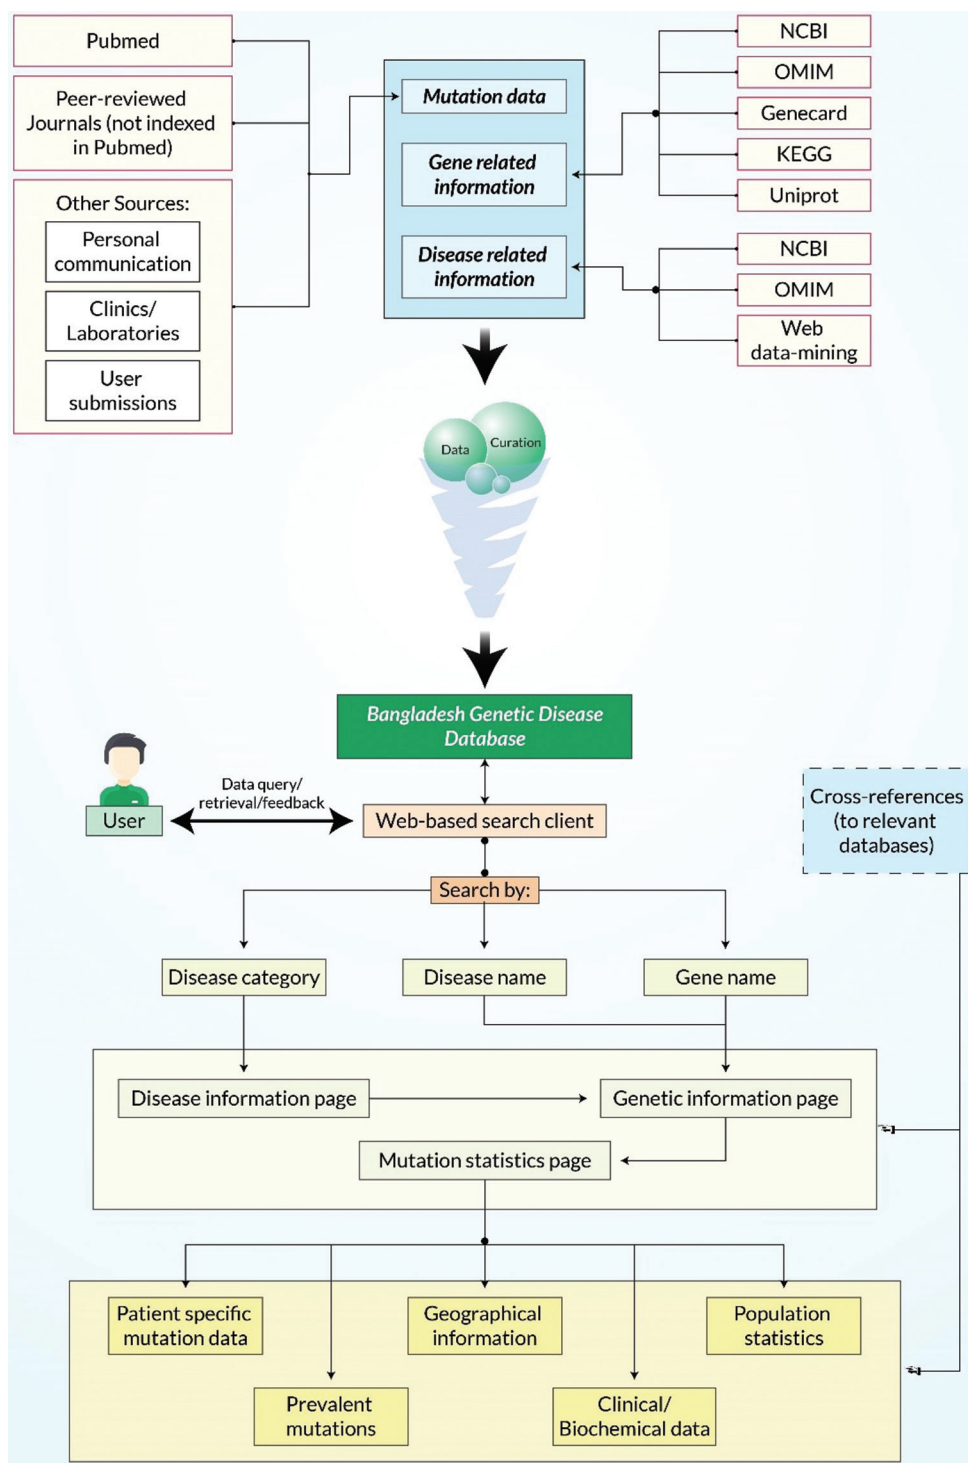 Pubmed
Peer-reviewed
Journals (not indexed
in Pubmed)
Other Sources:
Personal
communication
Clinics/
Laboratories
User
submissions
Mutation data
Gene related
information
Disease related
information
NCBI
OMIM
Genecard
KEGG
Uniprot
NCBI
OMIM
Web
data-mining
Data
Curation
Bangladesh Genetic Disease
Database
User
Data query/
retrieval/feedback
Web-based search client
Cross-references
(to relevant
databases)
Search by:
Disease category
Disease name
Gene name
Disease information page
Genetic information page
Mutation statistics page
Patient specific
mutation data
Geographical
information
Population
statistics
Prevalent
mutations
Clinical/
Biochemical data